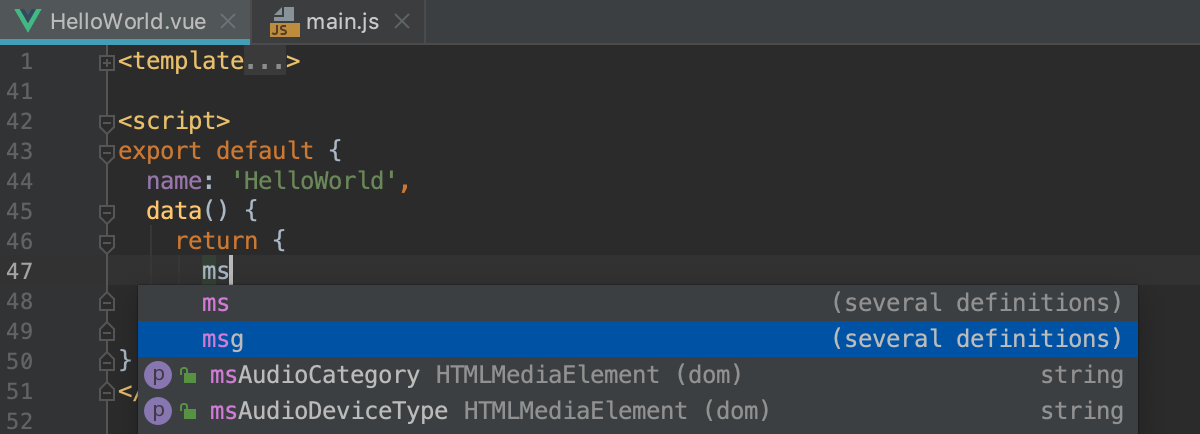 HelloWorld.vue JS main.js
1 <template...>
41
42 <script>
43 export default {
44 name: 'HelloWorld',
45 data() {
46 return {
47 ms
48 ms (several definitions)
49 msg (several definitions)
50 } p msAudioCategory HTMLMediaElement (dom) string
51 </ p msAudioDeviceType HTMLMediaElement (dom) string
52